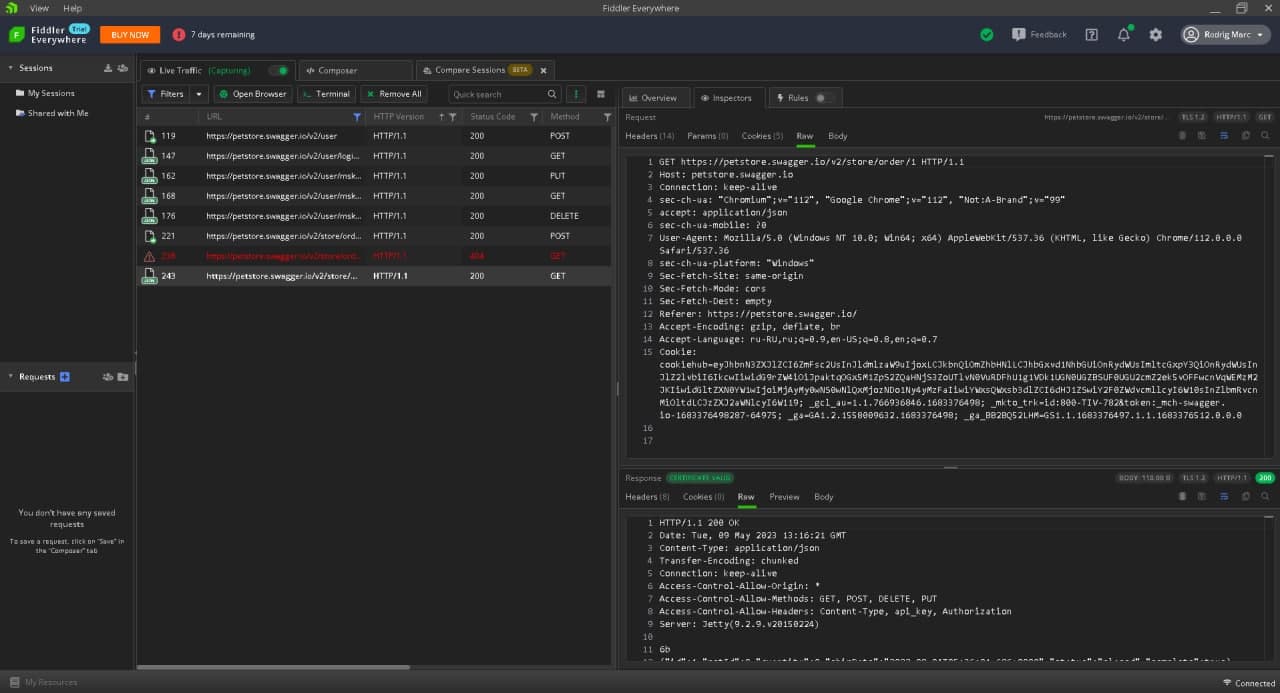 View Help Fiddler Everywhere
Fiddler Trial
Everywhere
BUY NOW
7 days remaining
Feedback
Rodrig Marc
Sessions
My Sessions
Shared with Me
Requests
You don't have any saved
requests
To save a request, click on "Save" in
the "Composer" tab
Live Traffic (Capturing)
Composer
Compare Sessions BETA
Filters Open Browser Terminal Remove All Quick search
# URL HTTP Version Status Code Method
119 https://petstore.swagger.io/v2/user HTTP/1.1 200 POST
147 https://petstore.swagger.io/v2/user/logi... HTTP/1.1 200 GET
162 https://petstore.swagger.io/v2/user/msk... HTTP/1.1 200 PUT
168 https://petstore.swagger.io/v2/user/msk... HTTP/1.1 200 GET
176 https://petstore.swagger.io/v2/user/msk... HTTP/1.1 200 DELETE
221 https://petstore.swagger.io/v2/store/ord... HTTP/1.1 200 POST
https://petstore.swagger.io/v2/store/ord... HTTP/1.1 404 GET
243 https://petstore.swagger.io/v2/store/... HTTP/1.1 200 GET
Overview Inspectors Rules
Request https://petstore.swagger.io/v2/store/... TLS 1.2 HTTP/1.1 GET
Headers (14) Params (0) Cookies (5) Raw Body
1 GET https://petstore.swagger.io/v2/store/order/1 HTTP/1.1
2 Host: petstore.swagger.io
3 Connection: keep-alive
4 sec-ch-ua: "Chromium";v="112", "Google Chrome";v="112", "Not:A-Brand";v="99"
5 accept: application/json
6 sec-ch-ua-mobile: ?0
7 User-Agent: Mozilla/5.0 (Windows NT 10.0; Win64; x64) AppleWebKit/537.36 (KHTML, like Gecko) Chrome/112.0.0.0
Safari/537.36
8 sec-ch-ua-platform: "Windows"
9 Sec-Fetch-Site: same-origin
10 Sec-Fetch-Mode: cors
11 Sec-Fetch-Dest: empty
12 Referer: https://petstore.swagger.io/
13 Accept-Encoding: gzip, deflate, br
14 Accept-Language: ru-RU,ru;q=0.9,en-US;q=0.8,en;q=0.7
15 Cookie:
_gcl_au=1.1.766936846.1683376498; _mkto_trk=id:800-TIV-782&token:_mch-swagger.
io-1683376498287-64975; _ga=GA1.2.1558009632.1683376498; _ga_BB2BQ52LHM=GS1.1.1683376497.1.1.1683376512.0.0.0
16
17
Response CERTIFICATE VALID BODY: 110.00 B TLS 1.2 HTTP/1.1 200
Headers (8) Cookies (0) Raw Preview Body
1 HTTP/1.1 200 OK
2 Date: Tue, 09 May 2023 13:16:21 GMT
3 Content-Type: application/json
4 Transfer-Encoding: chunked
5 Connection: keep-alive
6 Access-Control-Allow-Origin: *
7 Access-Control-Allow-Methods: GET, POST, DELETE, PUT
8 Access-Control-Allow-Headers: Content-Type, api_key, Authorization
9 Server: Jetty(9.2.9.v20150224)
10
11 6b
My Resources
Connected